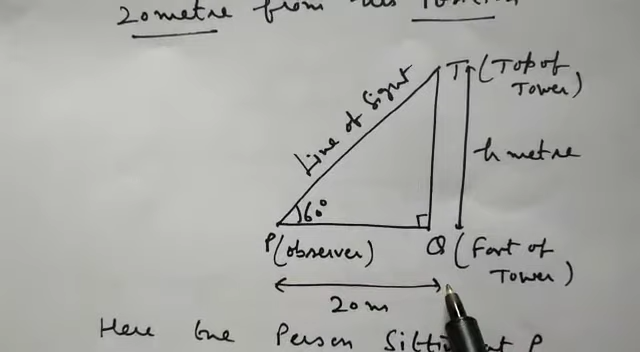 20 metre from his
Line of Sight
T (Top of
Tower)
h metre
60°
P (observer)
Q (Foot of
Tower)
20 m
Here the Person Sitting at P